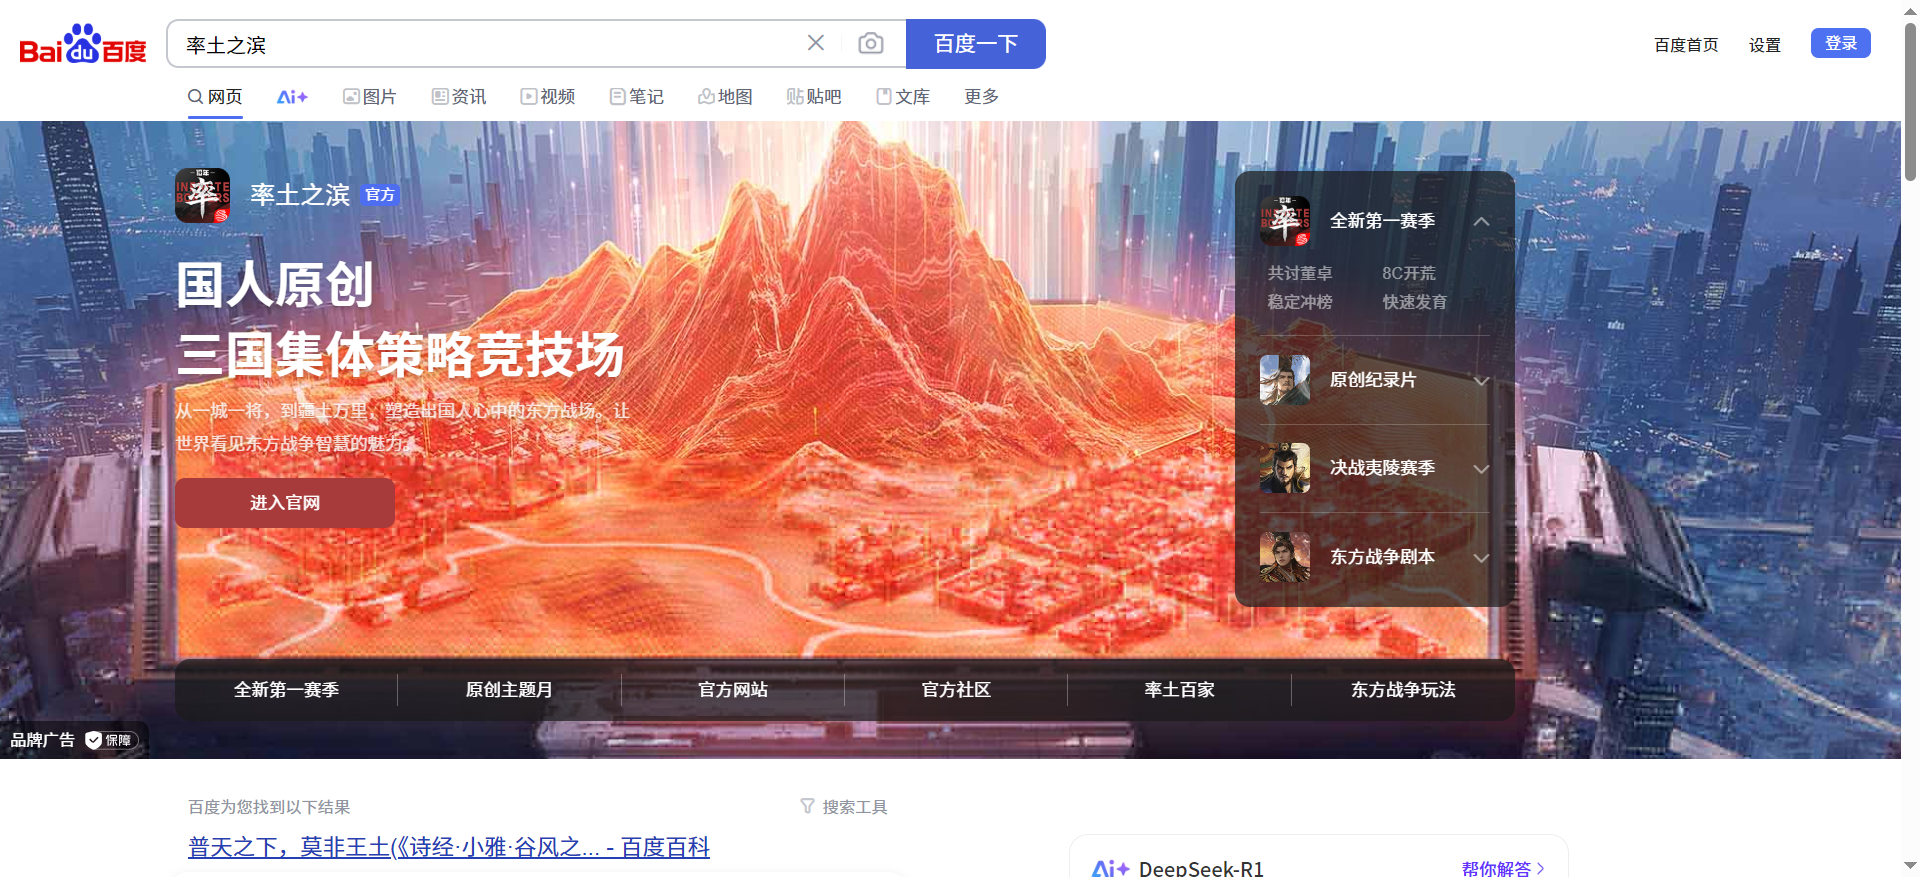 Bai du 百度
率土之滨
百度一下
百度首页
设置
登录
网页
Ai+
图片
资讯
视频
笔记
地图
贴吧
文库
更多
率土之滨 官方
国人原创
三国集体策略竞技场
从一城一将，到疆土万里，塑造出国人心中的东方战场。让
世界看见东方战争智慧的魅力。
进入官网
全新第一赛季
共讨董卓 8C开荒
稳定冲榜 快速发育
原创纪录片
决战夷陵赛季
东方战争剧本
全新第一赛季
原创主题月
官方网站
官方社区
率土百家
东方战争玩法
品牌广告 保障
百度为您找到以下结果
搜索工具
普天之下，莫非王土(《诗经·小雅·谷风之... - 百度百科
Ai+ DeepSeek-R1
帮你解答